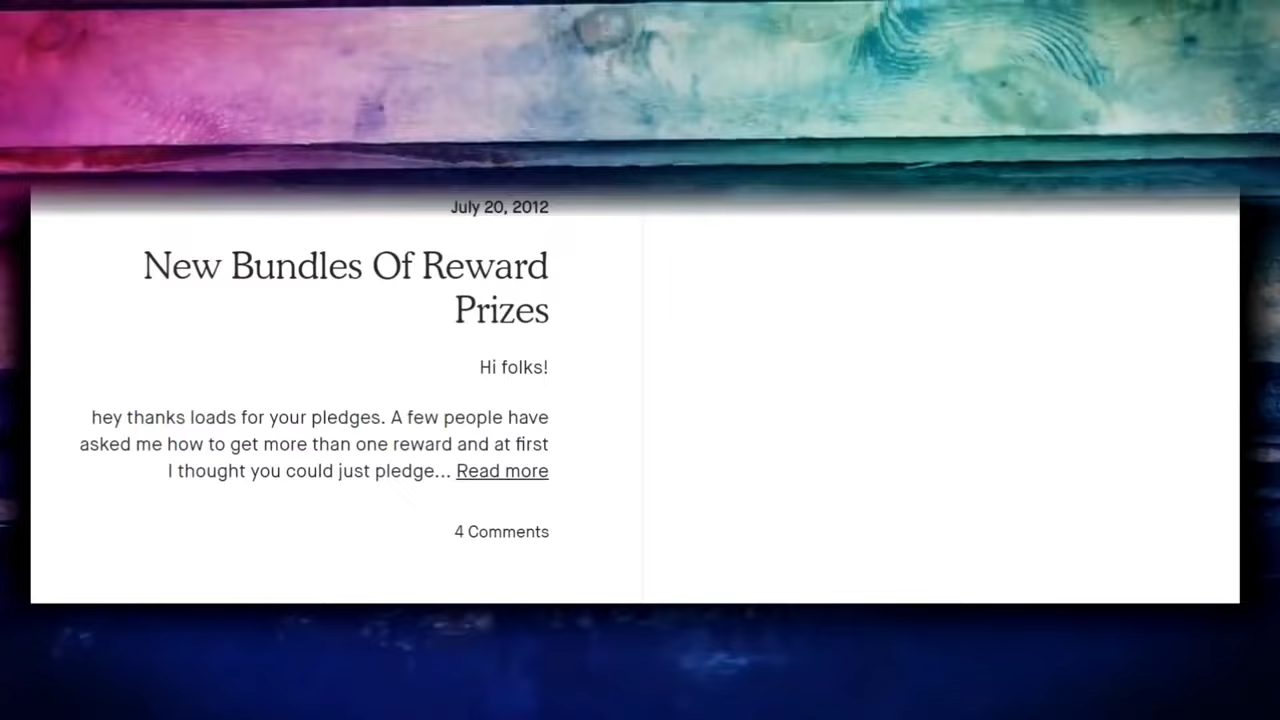 July 20, 2012
New Bundles Of Reward
Prizes
Hi folks!
hey thanks loads for your pledges. A few people have
asked me how to get more than one reward and at first
I thought you could just pledge... Read more
4 Comments